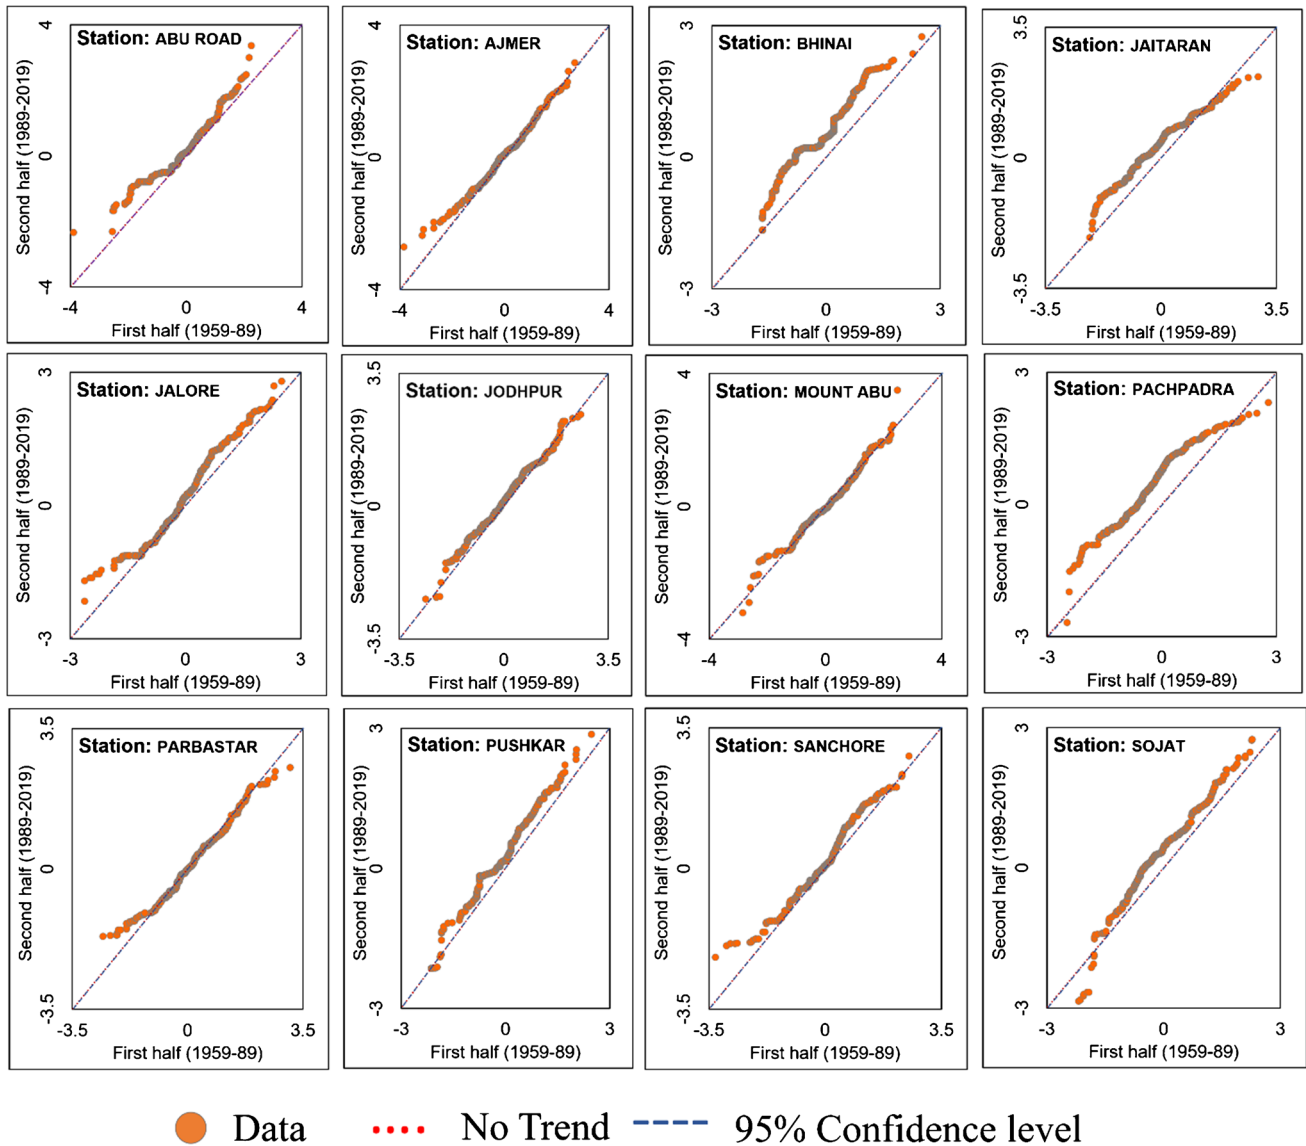 Station: ABU ROAD
Second half (1989-2019)
4
0
-4
-4 0 4
First half (1959-89)
Station: AJMER
Second half (1989-2019)
4
0
-4
-4 0 4
First half (1959-89)
Station: BHINAI
Second half (1989-2019)
3
0
-3
-3 0 3
First half (1959-89)
Station: JAITARAN
Second half (1989-2019)
3.5
0
-3.5
-3.5 0 3.5
First half (1959-89)
Station: JALORE
Second half (1989-2019)
3
0
-3
-3 0 3
First half (1959-89)
Station: JODHPUR
Second half (1989-2019)
3.5
0
-3.5
-3.5 0 3.5
First half (1959-89)
Station: MOUNT ABU
Second half (1989-2019)
4
0
-4
-4 0 4
First half (1959-89)
Station: PACHPADRA
Second half (1989-2019)
3
0
-3
-3 0 3
First half (1959-89)
Station: PARBASTAR
Second half (1989-2019)
3.5
0
-3.5
-3.5 0 3.5
First half (1959-89)
Station: PUSHKAR
Second half (1989-2019)
3
0
-3
-3 0 3
First half (1959-89)
Station: SANCHORE
Second half (1989-2019)
3.5
0
-3.5
-3.5 0 3.5
First half (1959-89)
Station: SOJAT
Second half (1989-2019)
3
0
-3
-3 0 3
First half (1959-89)
Data No Trend 95% Confidence level